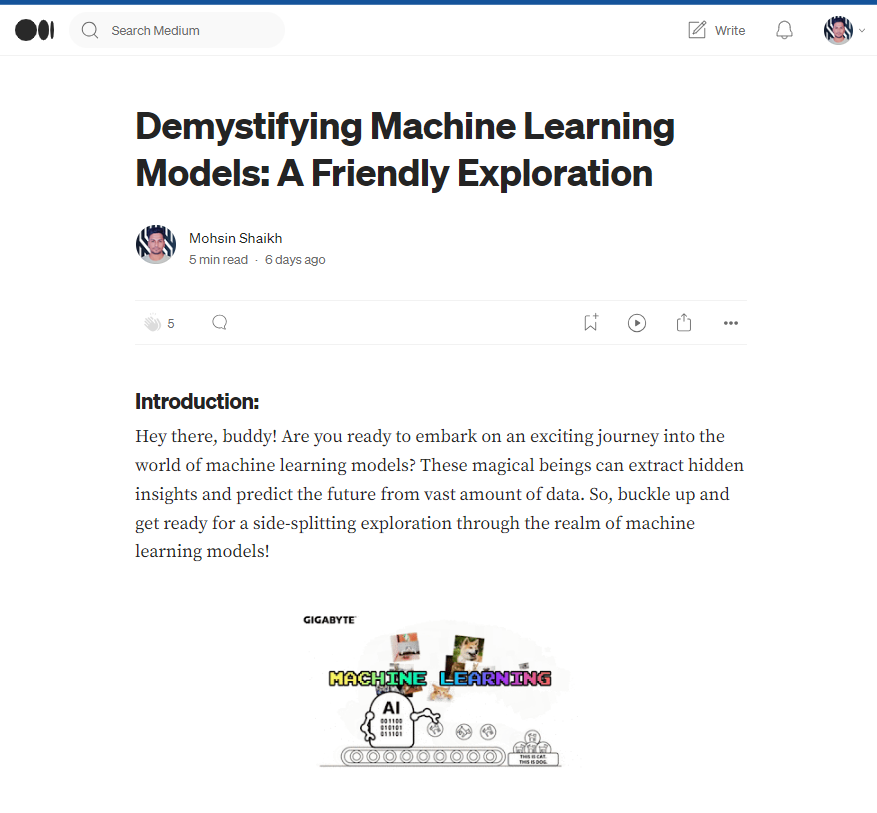 Search Medium
Write
Demystifying Machine Learning
Models: A Friendly Exploration
Mohsin Shaikh
5 min read · 6 days ago
5
Introduction:
Hey there, buddy! Are you ready to embark on an exciting journey into the
world of machine learning models? These magical beings can extract hidden
insights and predict the future from vast amount of data. So, buckle up and
get ready for a side-splitting exploration through the realm of machine
learning models!
GIGABYTE™
MACHINE LEARNING
AI
001100
010101
011101
THIS IS CAT.
THIS IS DOG.